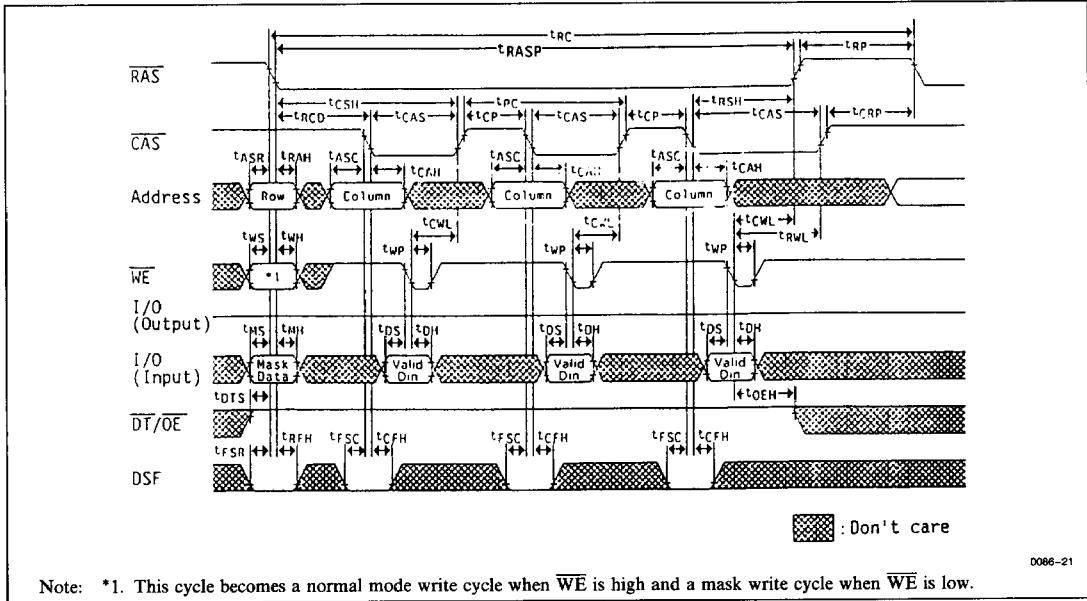 tRC
tRASP tRP
RAS
tCSH tPC tRSH
tRCD tCAS tCP tCAS tCP tCAS tCRP
CAS
tASR tRAH tASC tCAH tASC tCAH tASC tCAH
Address Row Column Column Column
tCWL tCWL tCWL
tRWL
tWS tWH tWP tWP tWP
WE *1
I/O
(Output)
tMS tMH tDS tDH tDS tDH tDS tDH
I/O
(Input)
Mask Data Valid Din Valid Din Valid Din
tDTS tOEH
DT/OE
tFSR tRFH tFSC tCFH tFSC tCFH tFSC tCFH
DSF
: Don't care
0086-21
Note: *1. This cycle becomes a normal mode write cycle when WE is high and a mask write cycle when WE is low.